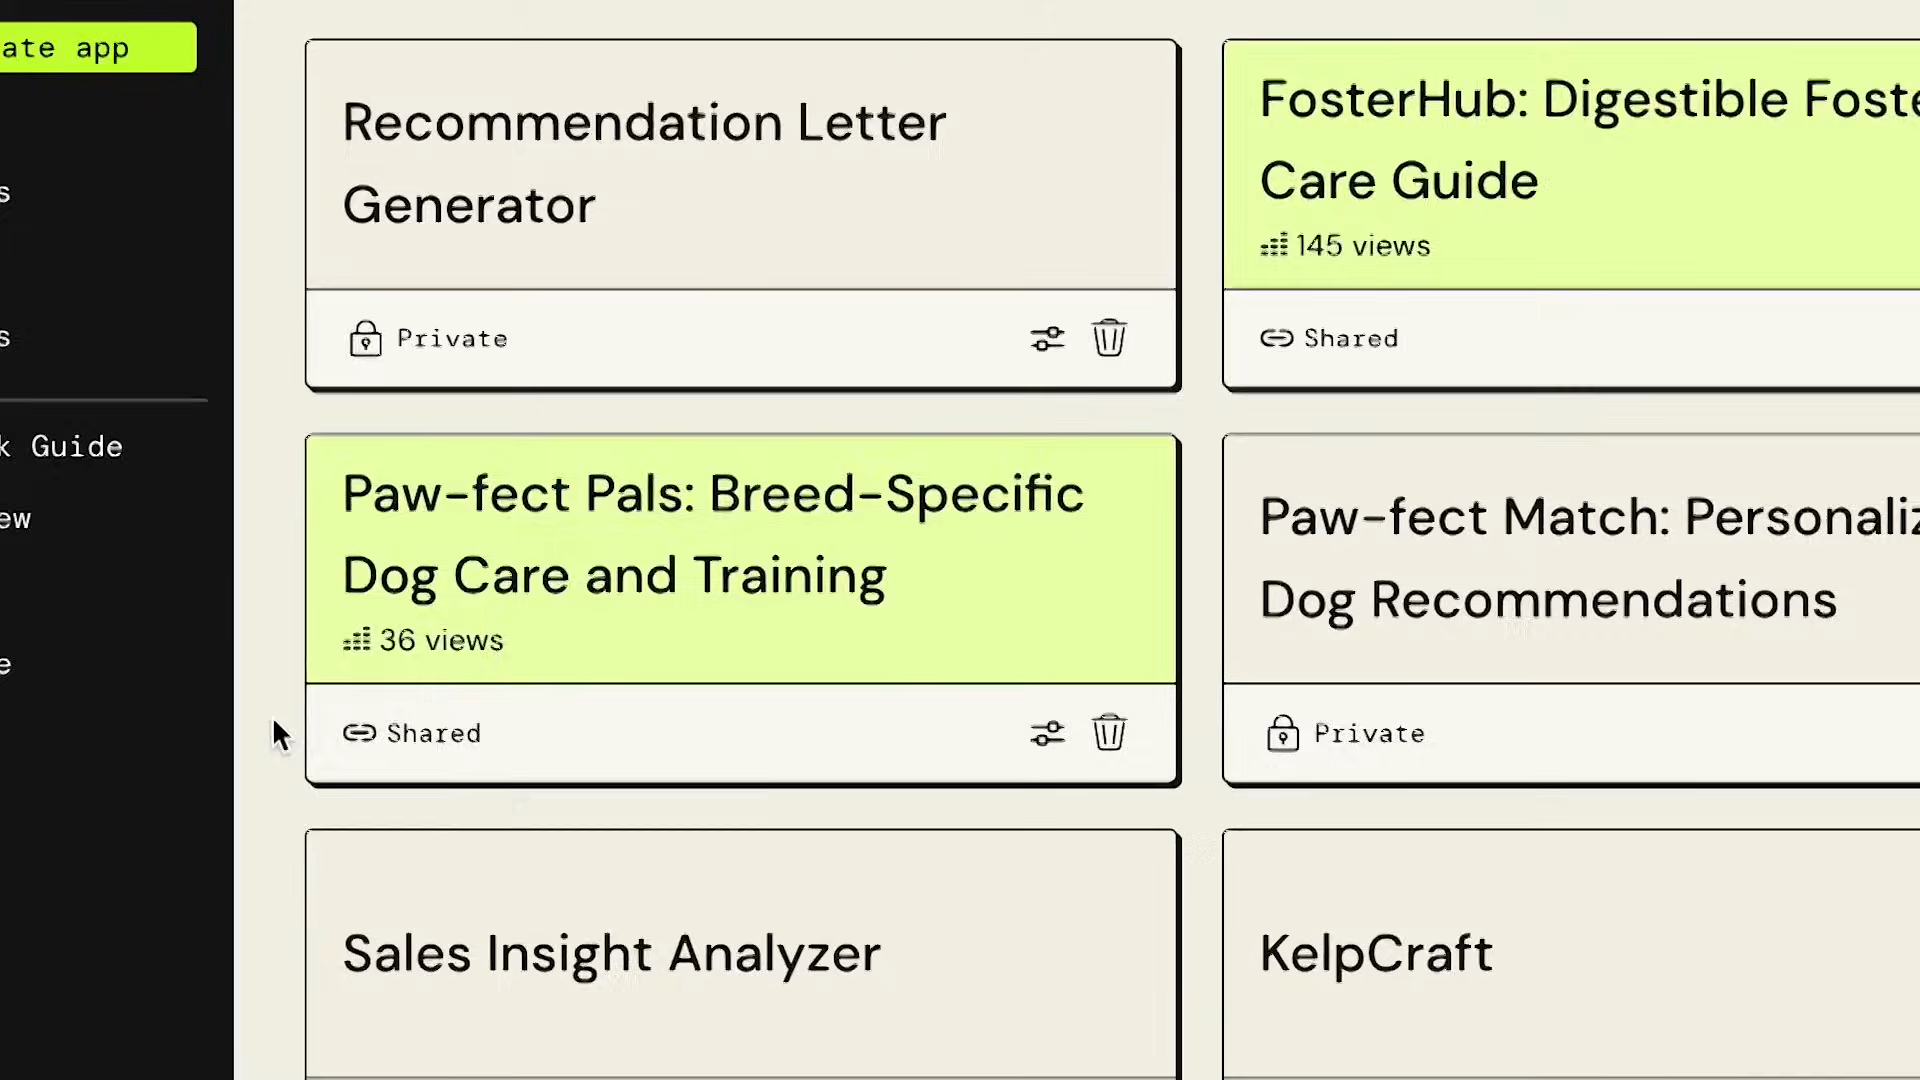 ate app
s
s
k Guide
ew
e
Recommendation Letter
Generator
Private
FosterHub: Digestible Foste
Care Guide
145 views
Shared
Paw-fect Pals: Breed-Specific
Dog Care and Training
36 views
Shared
Paw-fect Match: Personaliz
Dog Recommendations
Private
Sales Insight Analyzer
KelpCraft